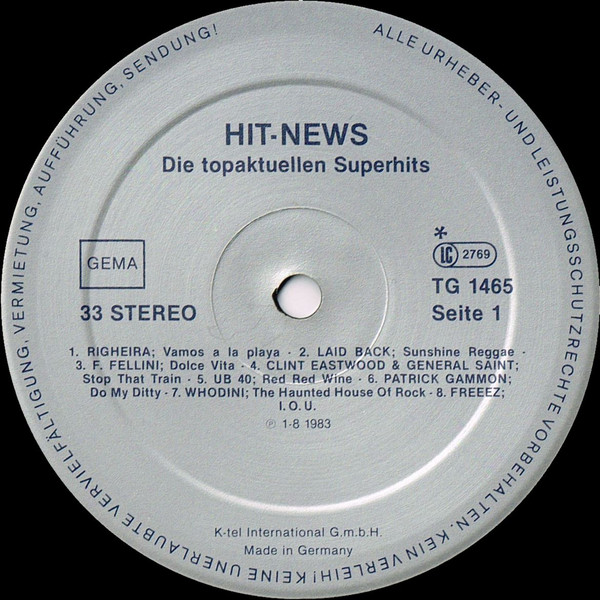 ALLE URHEBER- UND LEISTUNGSSCHUTZRECHTE VORBEHALTEN. KEIN VERLEIH! KEINE UNERLAUBTE VERVIELFÄLTIGUNG, VERMIETUNG, AUFFÜHRUNG, SENDUNG!
HIT-NEWS
Die topaktuellen Superhits
GEMA
33 STEREO
*
LC 2769
TG 1465
Seite 1
1. RIGHEIRA; Vamos a la playa · 2. LAID BACK; Sunshine Reggae ·
3. F. FELLINI; Dolce Vita · 4. CLINT EASTWOOD & GENERAL SAINT;
Stop That Train · 5. UB 40; Red Red Wine · 6. PATRICK GAMMON;
Do My Ditty · 7. WHODINI; The Haunted House Of Rock · 8. FREEEZ;
I.O.U.
℗ 1-8 1983
K-tel International G.m.b.H.
Made in Germany